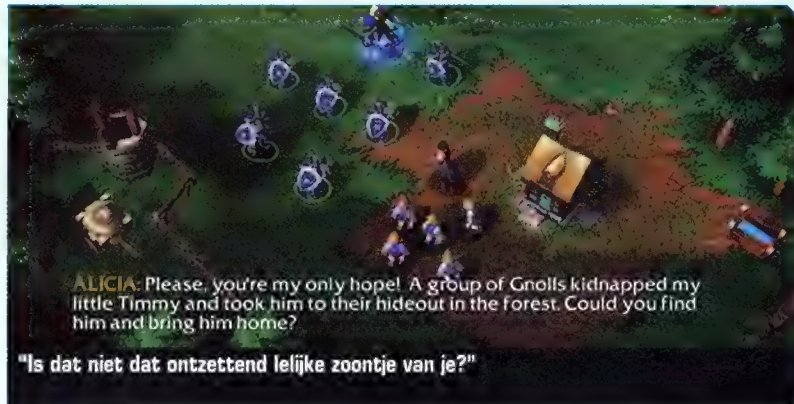 ALICIA: Please, you're my only hope! A group of Gnolls kidnapped my
little Timmy and took him to their hideout in the forest. Could you find
him and bring him home?
"Is dat niet dat ontzettend lelijke zoontje van je?"